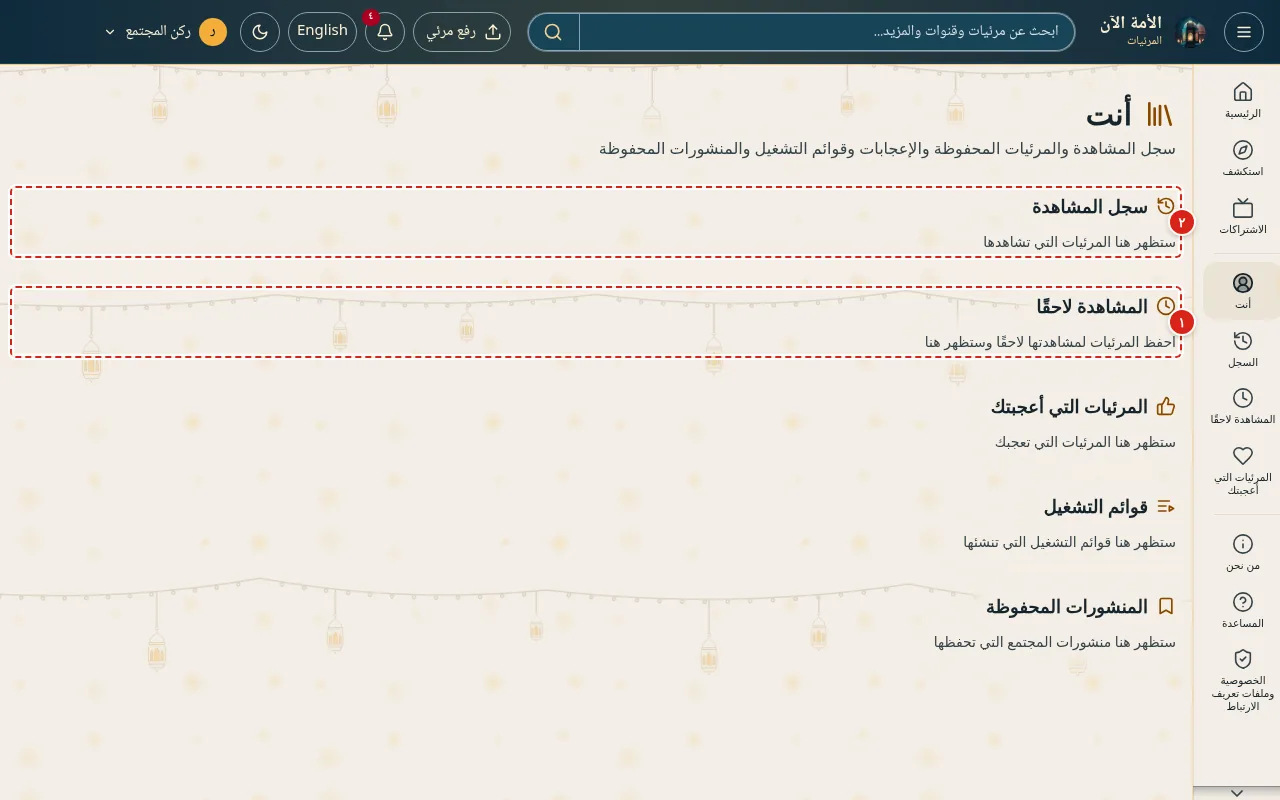 الأمة الآن
المرئيات
ابحث عن مرئيات وقنوات والمزيد...
رفع مرئي
٤
English
ر
ركن المجتمع
الرئيسية
استكشف
الاشتراكات
أنت
السجل
المشاهدة لاحقًا
المرئيات التي
أعجبتك
من نحن
المساعدة
الخصوصية
وملفات تعريف
الارتباط
أنت
سجل المشاهدة والمرئيات المحفوظة والإعجابات وقوائم التشغيل والمنشورات المحفوظة
سجل المشاهدة
٢
ستظهر هنا المرئيات التي تشاهدها
المشاهدة لاحقًا
١
احفظ المرئيات لمشاهدتها لاحقًا وستظهر هنا
المرئيات التي أعجبتك
ستظهر هنا المرئيات التي تعجبك
قوائم التشغيل
ستظهر هنا قوائم التشغيل التي تنشئها
المنشورات المحفوظة
ستظهر هنا منشورات المجتمع التي تحفظها